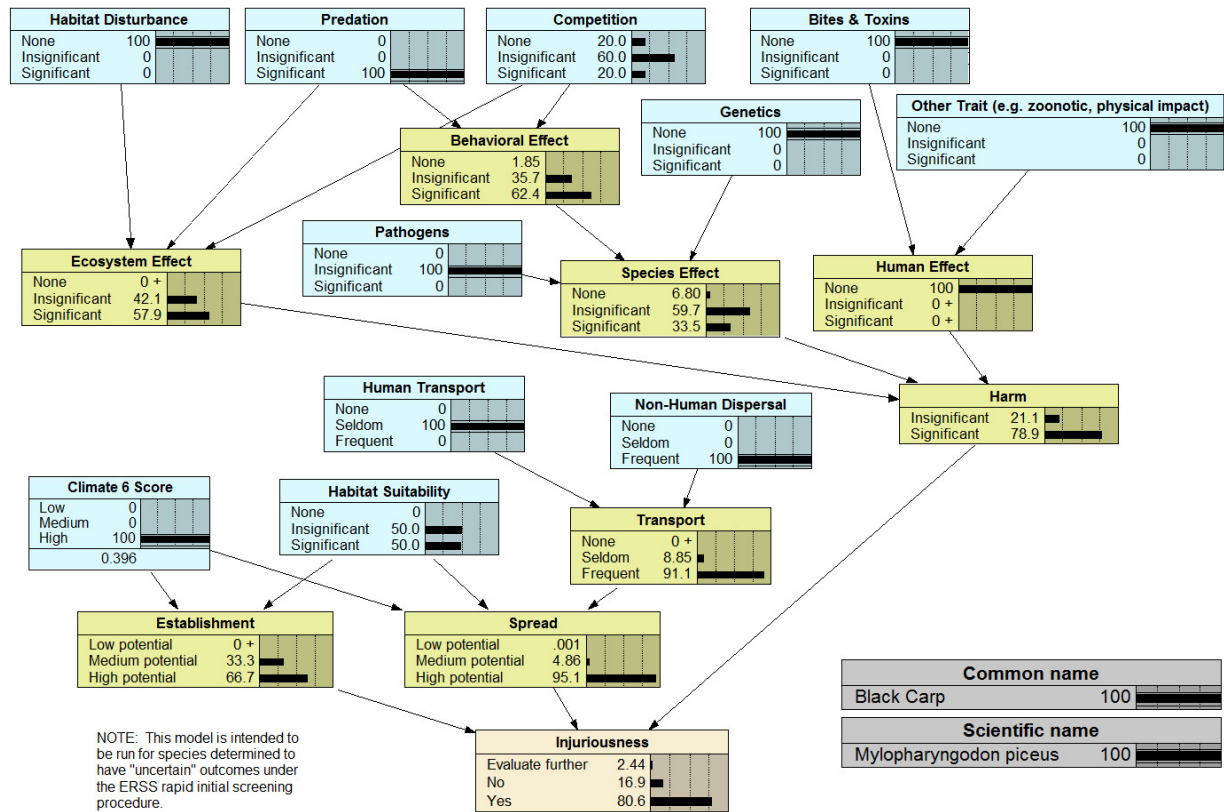 Habitat Disturbance
None 100
Insignificant 0
Significant 0
Predation
None 0
Insignificant 0
Significant 100
Competition
None 20.0
Insignificant 60.0
Significant 20.0
Bites & Toxins
None 100
Insignificant 0
Significant 0
Genetics
None 100
Insignificant 0
Significant 0
Other Trait (e.g. zoonotic, physical impact)
None 100
Insignificant 0
Significant 0
Behavioral Effect
None 1.85
Insignificant 35.7
Significant 62.4
Pathogens
None 0
Insignificant 100
Significant 0
Ecosystem Effect
None 0 +
Insignificant 42.1
Significant 57.9
Species Effect
None 6.80
Insignificant 59.7
Significant 33.5
Human Effect
None 100
Insignificant 0 +
Significant 0 +
Human Transport
None 0
Seldom 100
Frequent 0
Non-Human Dispersal
None 0
Seldom 0
Frequent 100
Harm
Insignificant 21.1
Significant 78.9
Climate 6 Score
Low 0
Medium 0
High 100
0.396
Habitat Suitability
None 0
Insignificant 50.0
Significant 50.0
Transport
None 0 +
Seldom 8.85
Frequent 91.1
Establishment
Low potential 0 +
Medium potential 33.3
High potential 66.7
Spread
Low potential .001
Medium potential 4.86
High potential 95.1
Common name
Black Carp 100
Scientific name
Mylopharyngodon piceus 100
NOTE: This model is intended to
be run for species determined to
have "uncertain" outcomes under
the ERSS rapid initial screening
procedure.
Injuriousness
Evaluate further 2.44
No 16.9
Yes 80.6